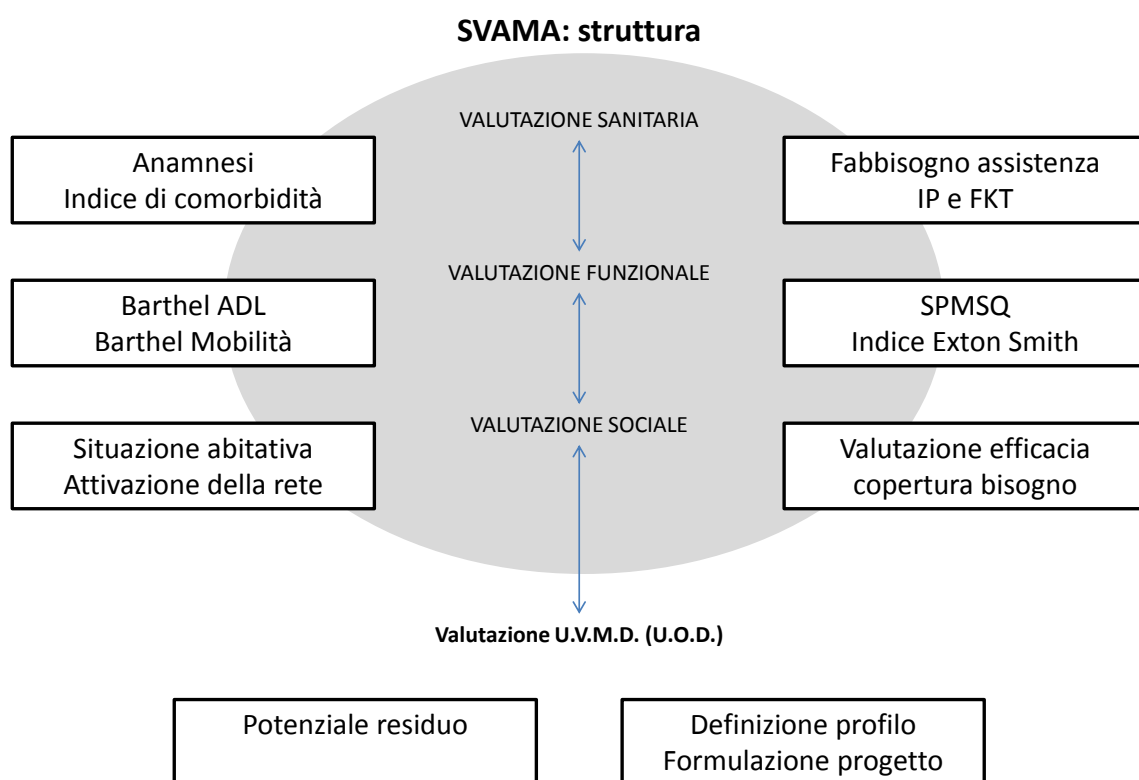 SVAMA: struttura
VALUTAZIONE SANITARIA
Anamnesi
Indice di comorbidità
Fabbisogno assistenza
IP e FKT
VALUTAZIONE FUNZIONALE
Barthel ADL
Barthel Mobilità
SPMSQ
Indice Exton Smith
VALUTAZIONE SOCIALE
Situazione abitativa
Attivazione della rete
Valutazione efficacia
copertura bisogno
Valutazione U.V.M.D. (U.O.D.)
Potenziale residuo
Definizione profilo
Formulazione progetto